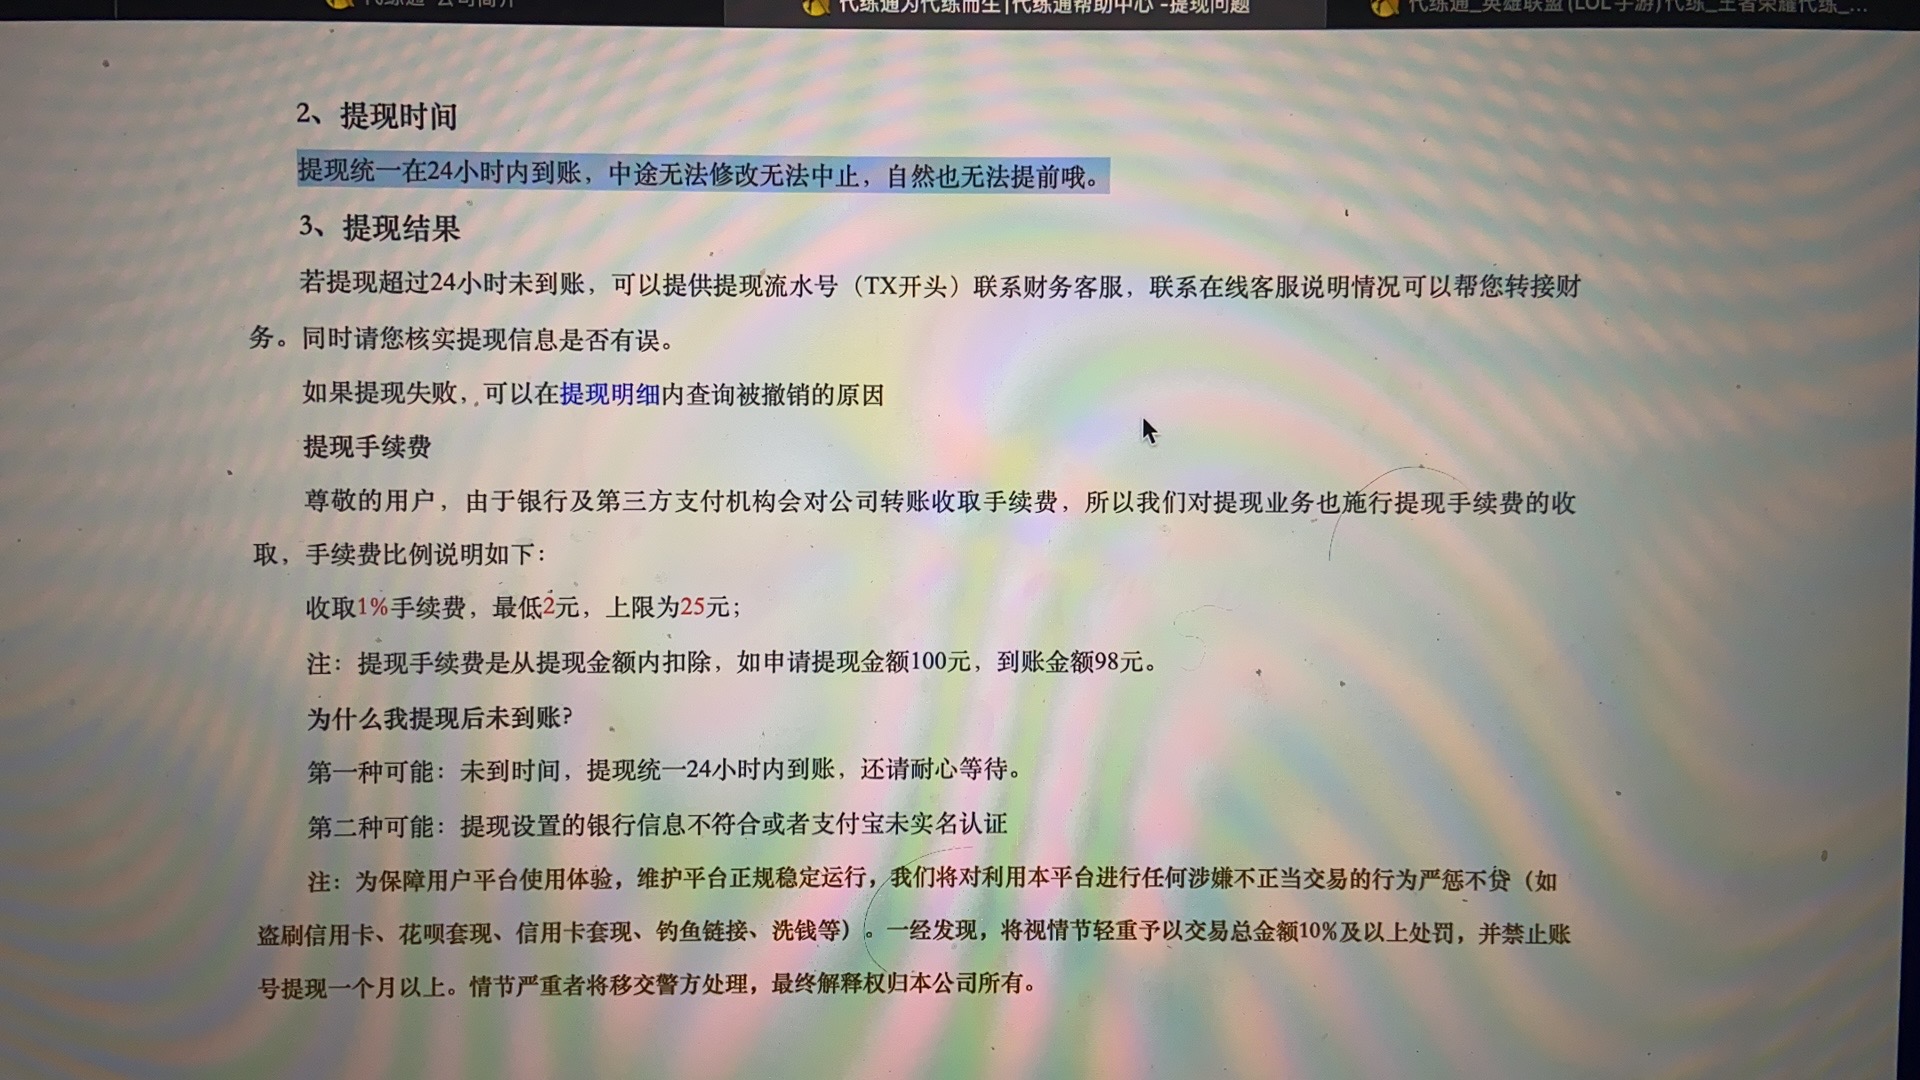 代练通为代练而生|代练通帮助中心 -提现问题
代练通_英雄联盟(LOL手游)代练_王者荣耀代练_...
2、提现时间
提现统一在24小时内到账，中途无法修改无法中止，自然也无法提前哦。
3、提现结果
若提现超过24小时未到账，可以提供提现流水号（TX开头）联系财务客服，联系在线客服说明情况可以帮您转接财
务。同时请您核实提现信息是否有误。
如果提现失败，可以在提现明细内查询被撤销的原因
提现手续费
尊敬的用户，由于银行及第三方支付机构会对公司转账收取手续费，所以我们对提现业务也施行提现手续费的收
取，手续费比例说明如下：
收取1%手续费，最低2元，上限为25元；
注：提现手续费是从提现金额内扣除，如申请提现金额100元，到账金额98元。
为什么我提现后未到账？
第一种可能：未到时间，提现统一24小时内到账，还请耐心等待。
第二种可能：提现设置的银行信息不符合或者支付宝未实名认证
注：为保障用户平台使用体验，维护平台正规稳定运行，我们将对利用本平台进行任何涉嫌不正当交易的行为严惩不贷（如
盗刷信用卡、花呗套现、信用卡套现、钓鱼链接、洗钱等）。一经发现，将视情节轻重予以交易总金额10%及以上处罚，并禁止账
号提现一个月以上。情节严重者将移交警方处理，最终解释权归本公司所有。